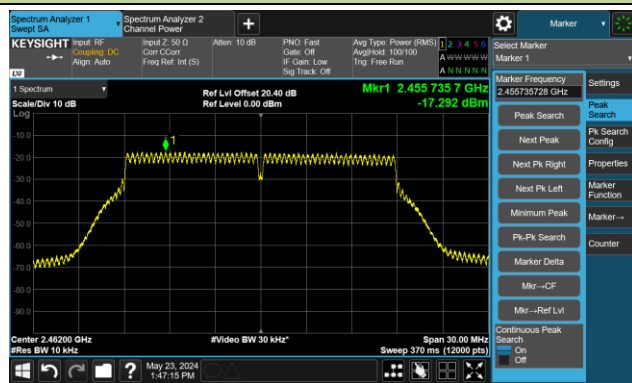 Spectrum Analyzer 1
Swept SA
Spectrum Analyzer 2
Channel Power
+
Marker
KEYSIGHT
Input: RF
Coupling: DC
Align: Auto
Input Z: 50 Ω
Corr CCorr
Freq Ref: Int (S)
Atten: 10 dB
PNO: Fast
Gate: Off
IF Gain: Low
Sig Track: Off
Avg Type: Power (RMS)
Avg|Hold: 100/100
Trig: Free Run
1 2 3 4 5 6
A W W W W W
A N N N N N
LXI
Select Marker
Marker 1
1 Spectrum
Scale/Div 10 dB
Log
Ref Lvl Offset 20.40 dB
Ref Level 0.00 dBm
Mkr1 2.455 735 7 GHz
-17.292 dBm
1
-10.0
-20.0
-30.0
-40.0
-50.0
-60.0
-70.0
-80.0
-90.0
Center 2.46200 GHz
#Res BW 10 kHz
#Video BW 30 kHz*
Span 30.00 MHz
Sweep 370 ms (12000 pts)
Marker Frequency
2.455735728 GHz
Peak Search
Next Peak
Next Pk Right
Next Pk Left
Minimum Peak
Pk-Pk Search
Marker Delta
Mkr→CF
Mkr→Ref Lvl
Continuous Peak
Search
On
Off
Settings
Peak
Search
Pk Search
Config
Properties
Marker
Function
Marker→
Counter
?
May 23, 2024
1:47:15 PM